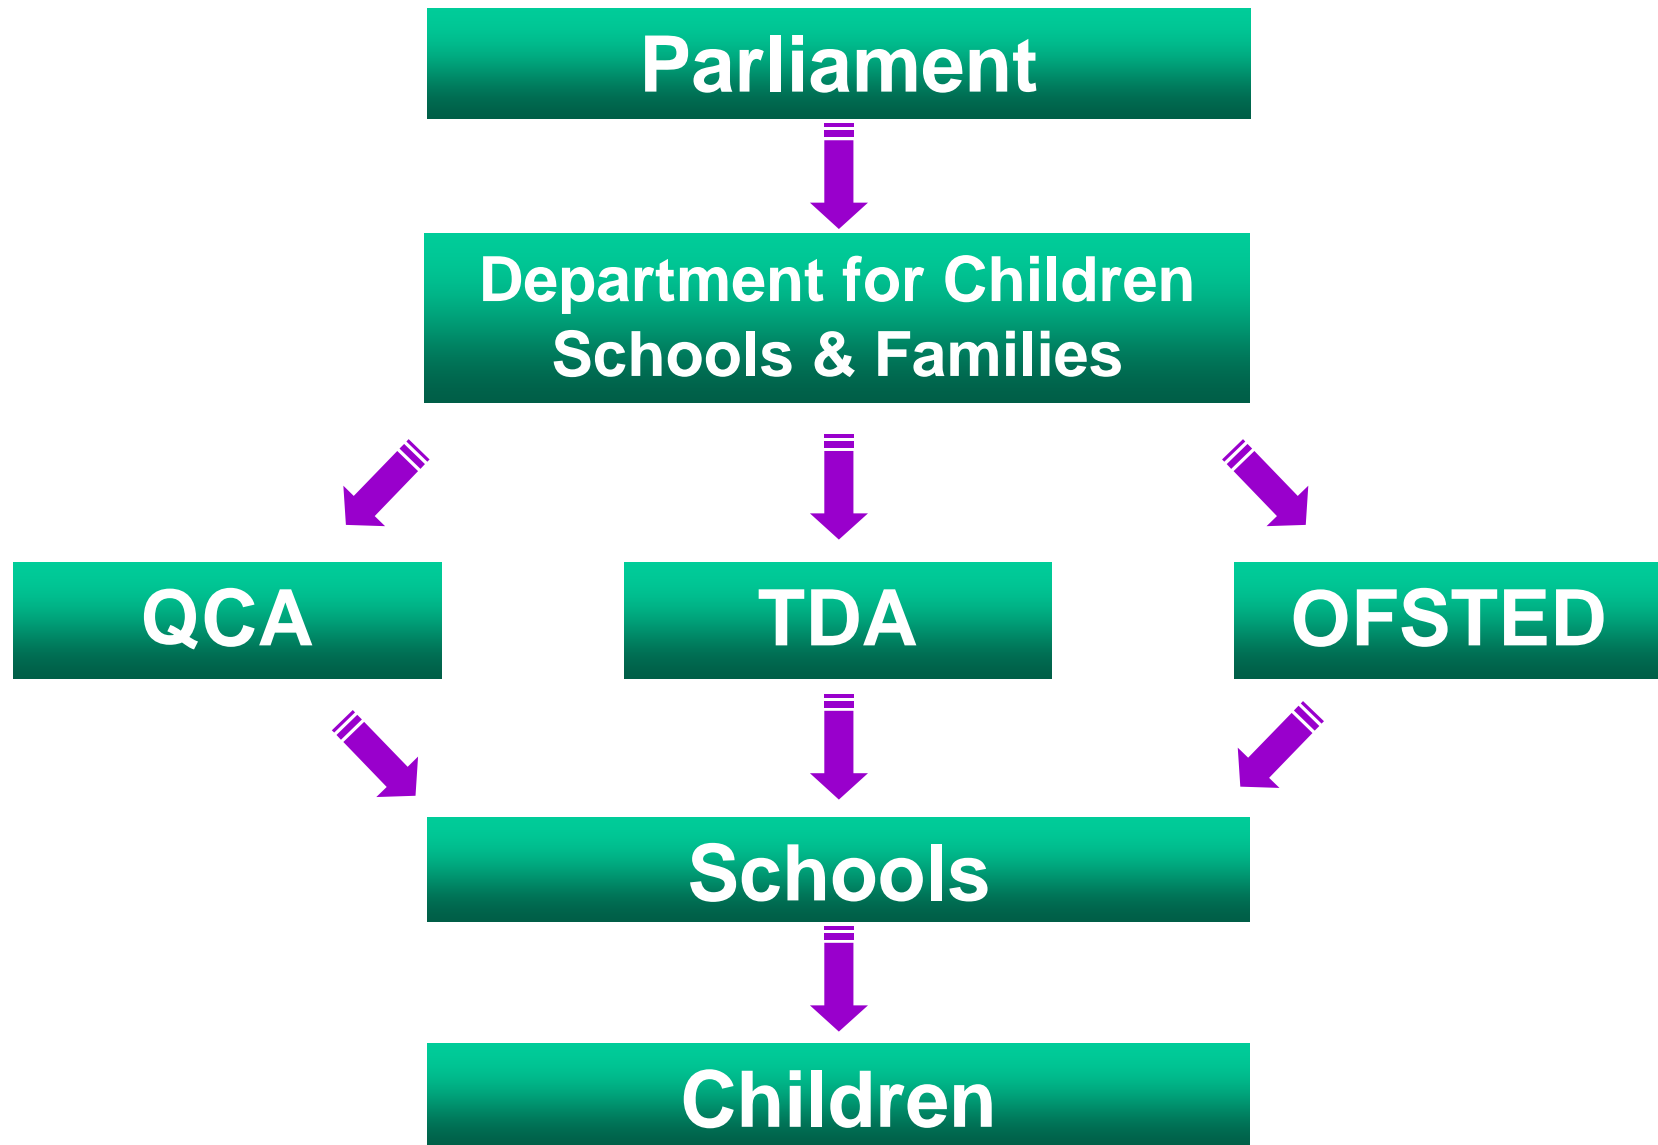 Parliament
Department for Children
Schools & Families
QCA
TDA
OFSTED
Schools
Children